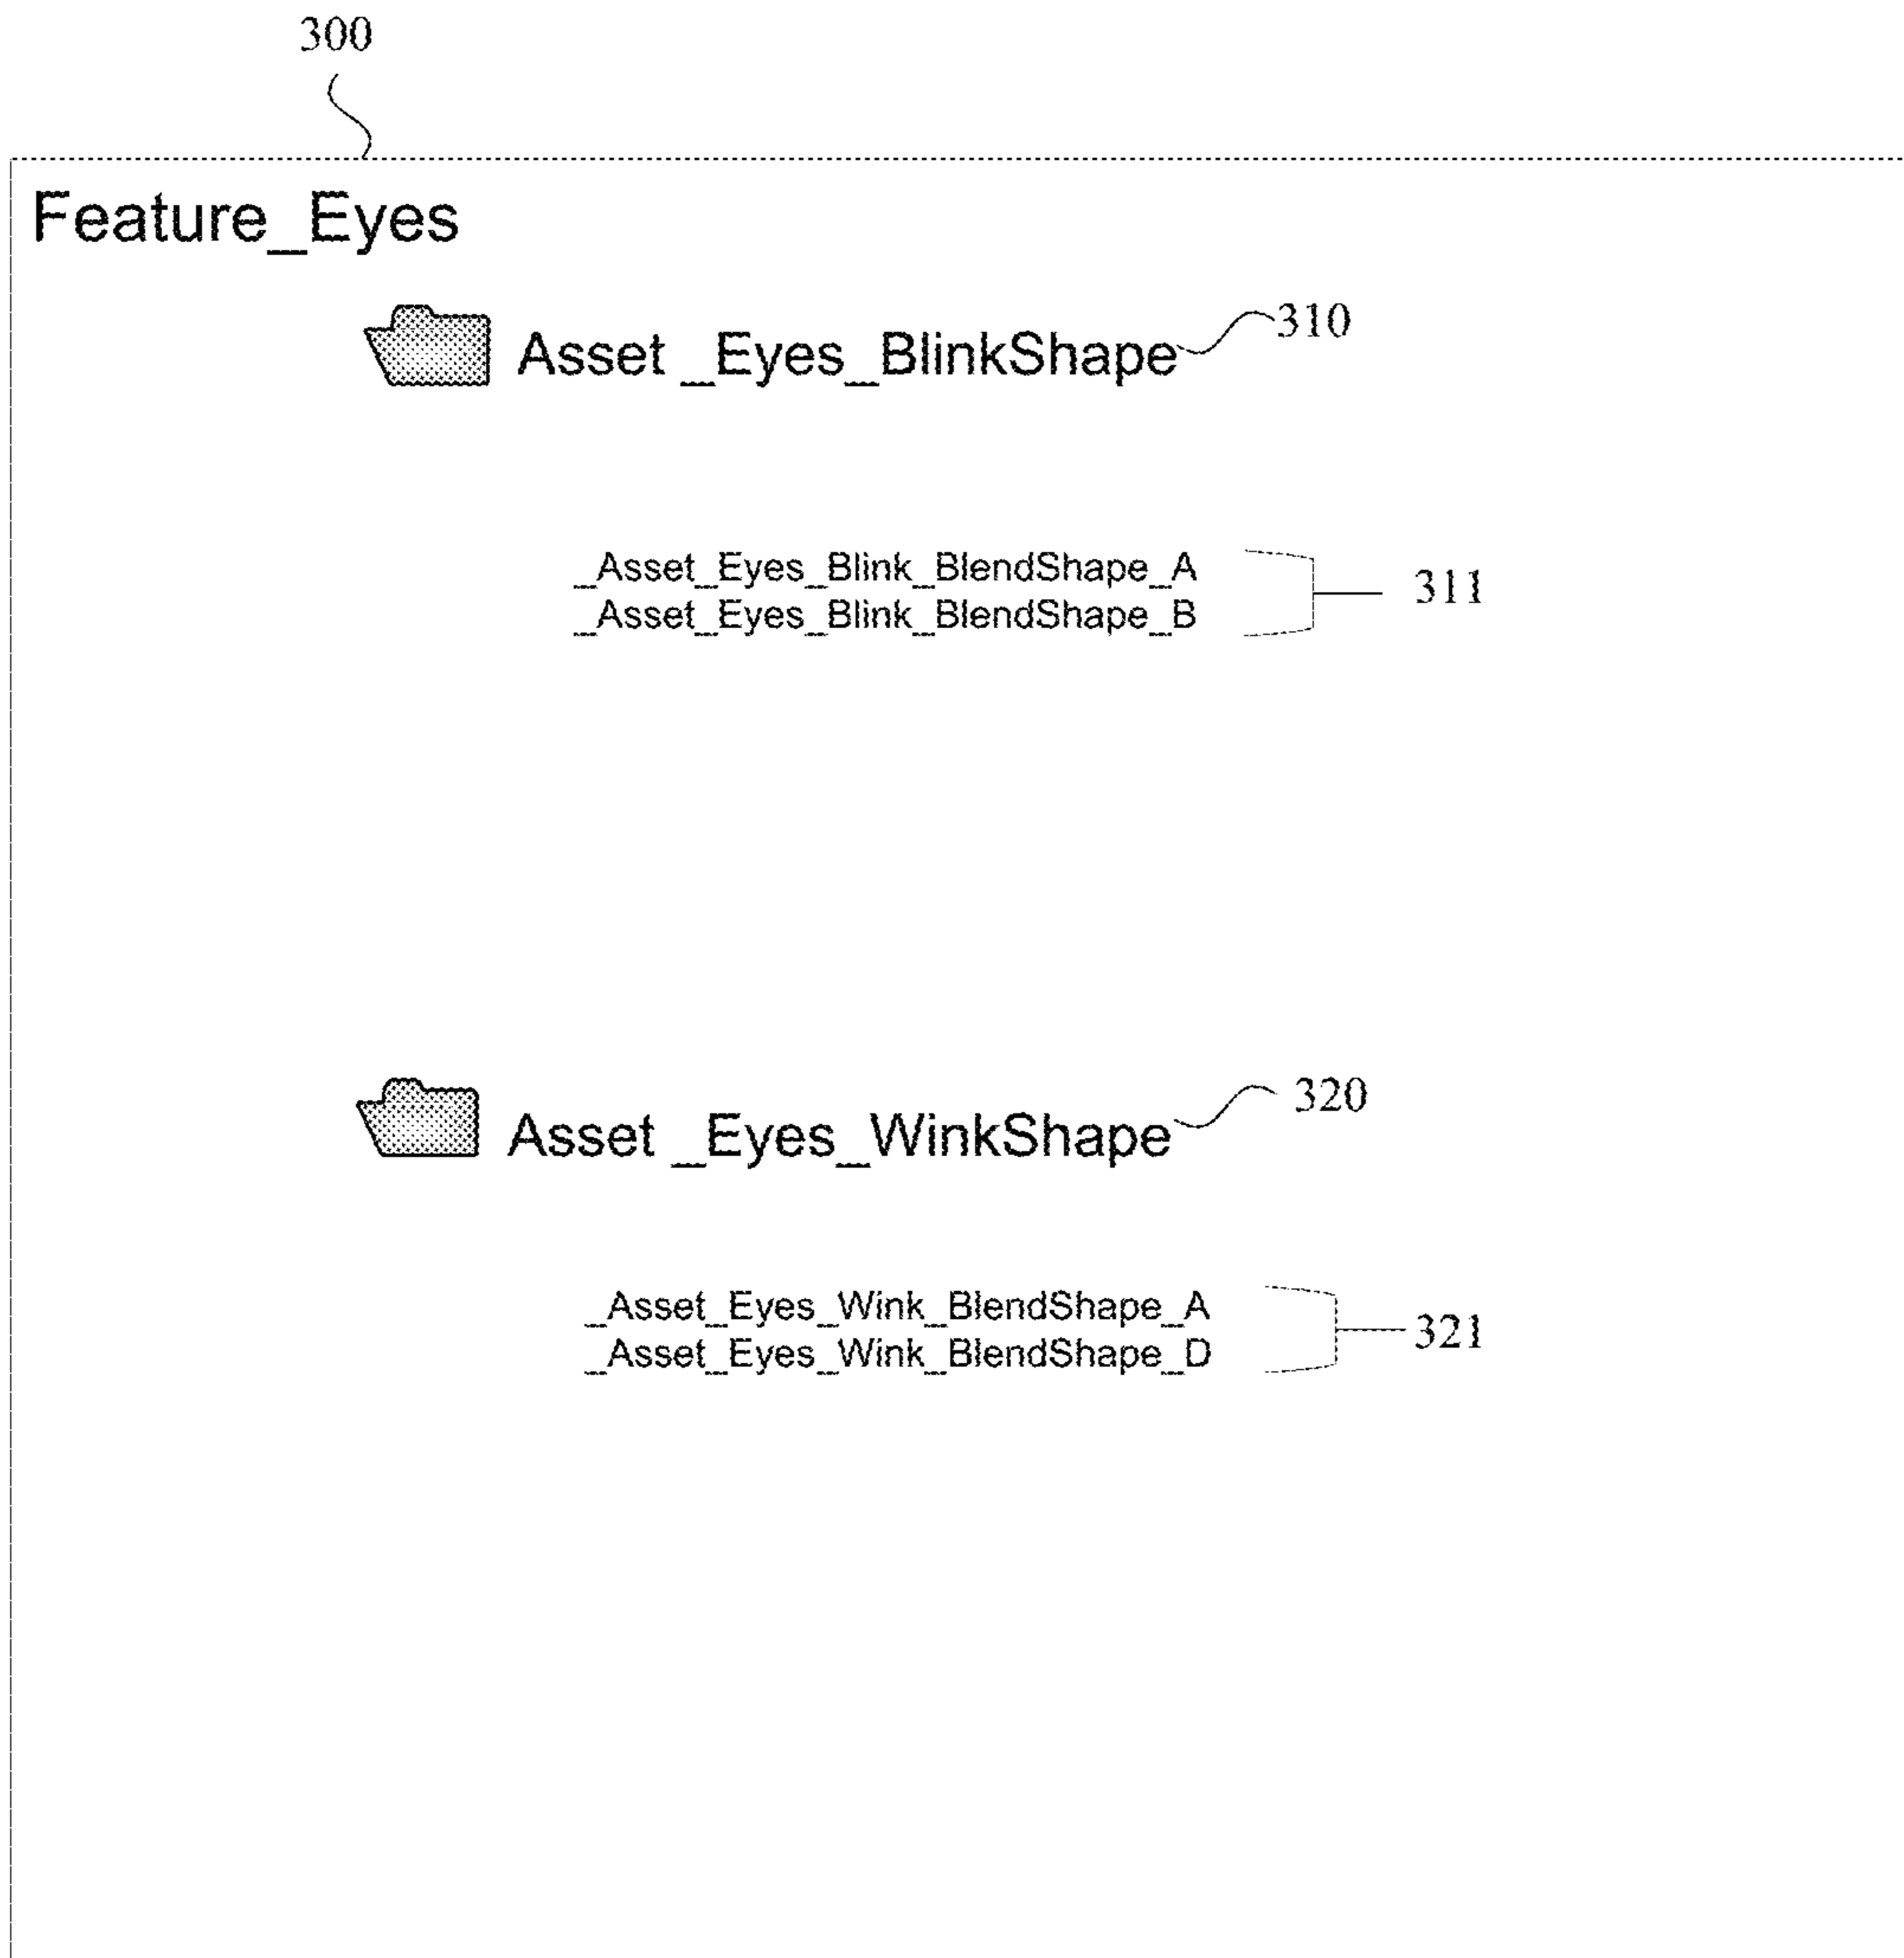 300
Feature_Eyes
Asset _Eyes_BlinkShape 310
_Asset_Eyes_Blink_BlendShape_A
_Asset_Eyes_Blink_BlendShape_B
311
Asset _Eyes_WinkShape 320
_Asset_Eyes_Wink_BlendShape_A
_Asset_Eyes_Wink_BlendShape_D
321